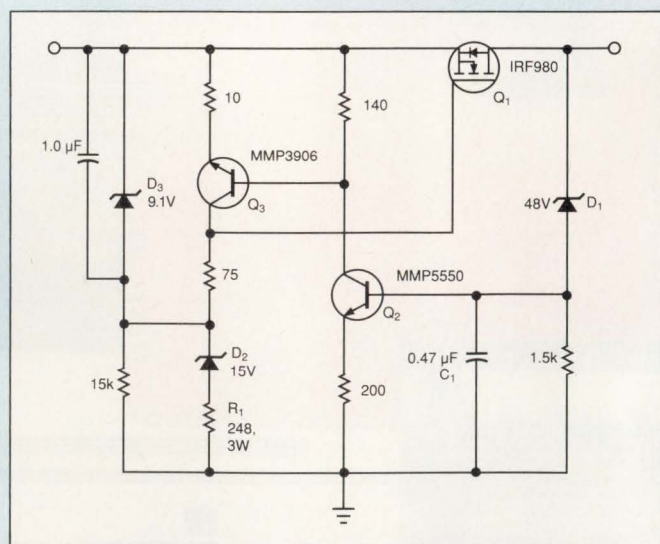 IRF980
Q1
10
140
1.0 µF
MMP3906
D3
9.1V
Q3
48V
D1
75
MMP5550
Q2
D2
15V
0.47 µF
C1
1.5k
15k
R1
248,
3W
200